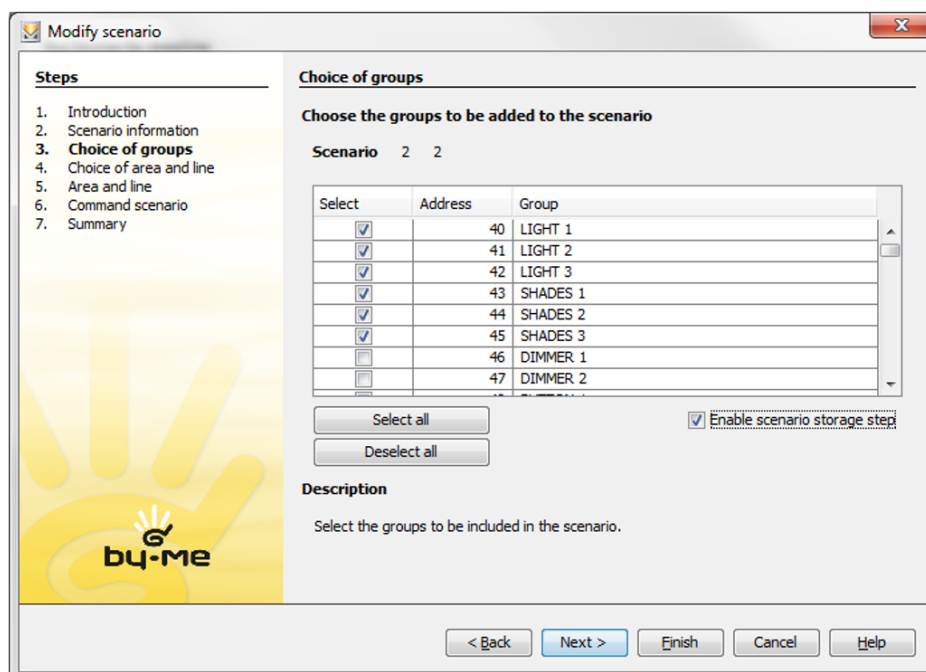 Modify scenario
Steps
1. Introduction
2. Scenario information
3. Choice of groups
4. Choice of area and line
5. Area and line
6. Command scenario
7. Summary
by-me
Choice of groups
Choose the groups to be added to the scenario
Scenario 2 2
Select Address Group
40 LIGHT 1
41 LIGHT 2
42 LIGHT 3
43 SHADES 1
44 SHADES 2
45 SHADES 3
46 DIMMER 1
47 DIMMER 2
Select all
Enable scenario storage step
Deselect all
Description
Select the groups to be included in the scenario.
< Back Next > Finish Cancel Help